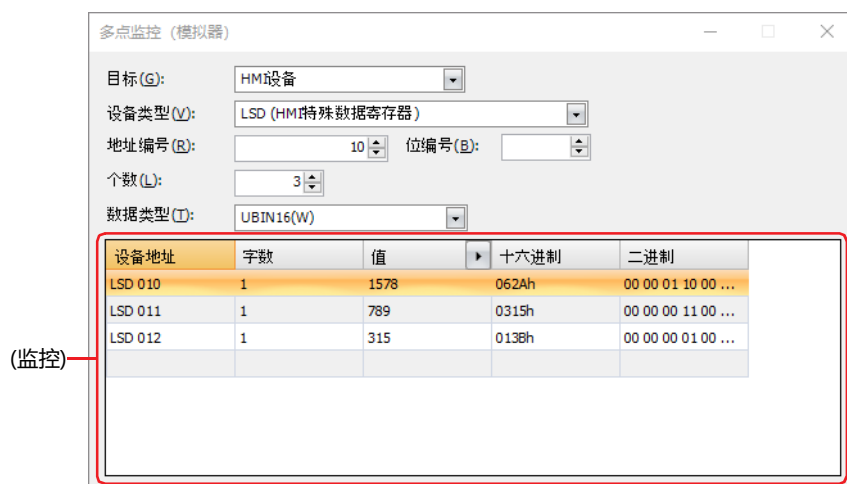 多点监控 (模拟器)
目标(G): HMI设备
设备类型(V): LSD (HMI特殊数据寄存器)
地址编号(R): 10 位编号(B):
个数(L): 3
数据类型(T): UBIN16(W)
设备地址 字数 值 十六进制 二进制
LSD 010 1 1578 062Ah 00 00 01 10 00 ...
LSD 011 1 789 0315h 00 00 00 11 00 ...
LSD 012 1 315 013Bh 00 00 00 01 00 ...
(监控)